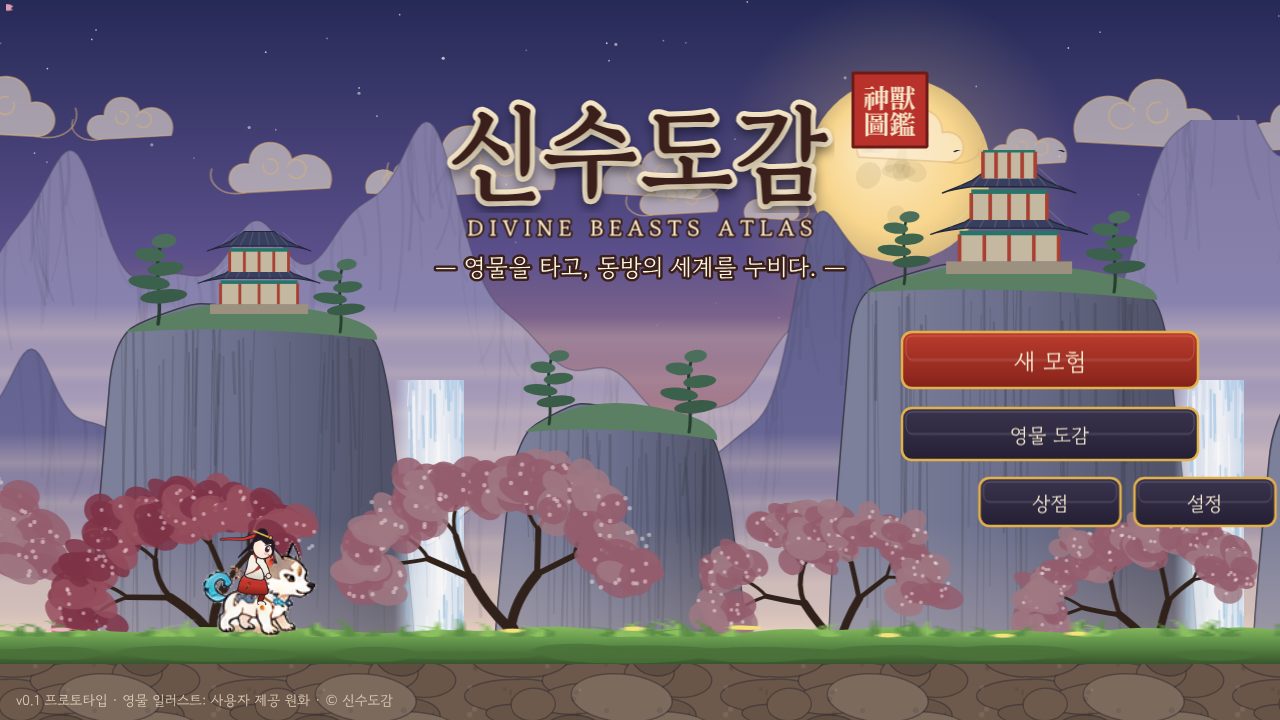 신수도감
神獸
圖鑑
DIVINE BEASTS ATLAS
— 영물을 타고, 동방의 세계를 누비다. —
새 모험
영물 도감
상점
설정
v0.1 프로토타입 · 영물 일러스트: 사용자 제공 원화 · © 신수도감